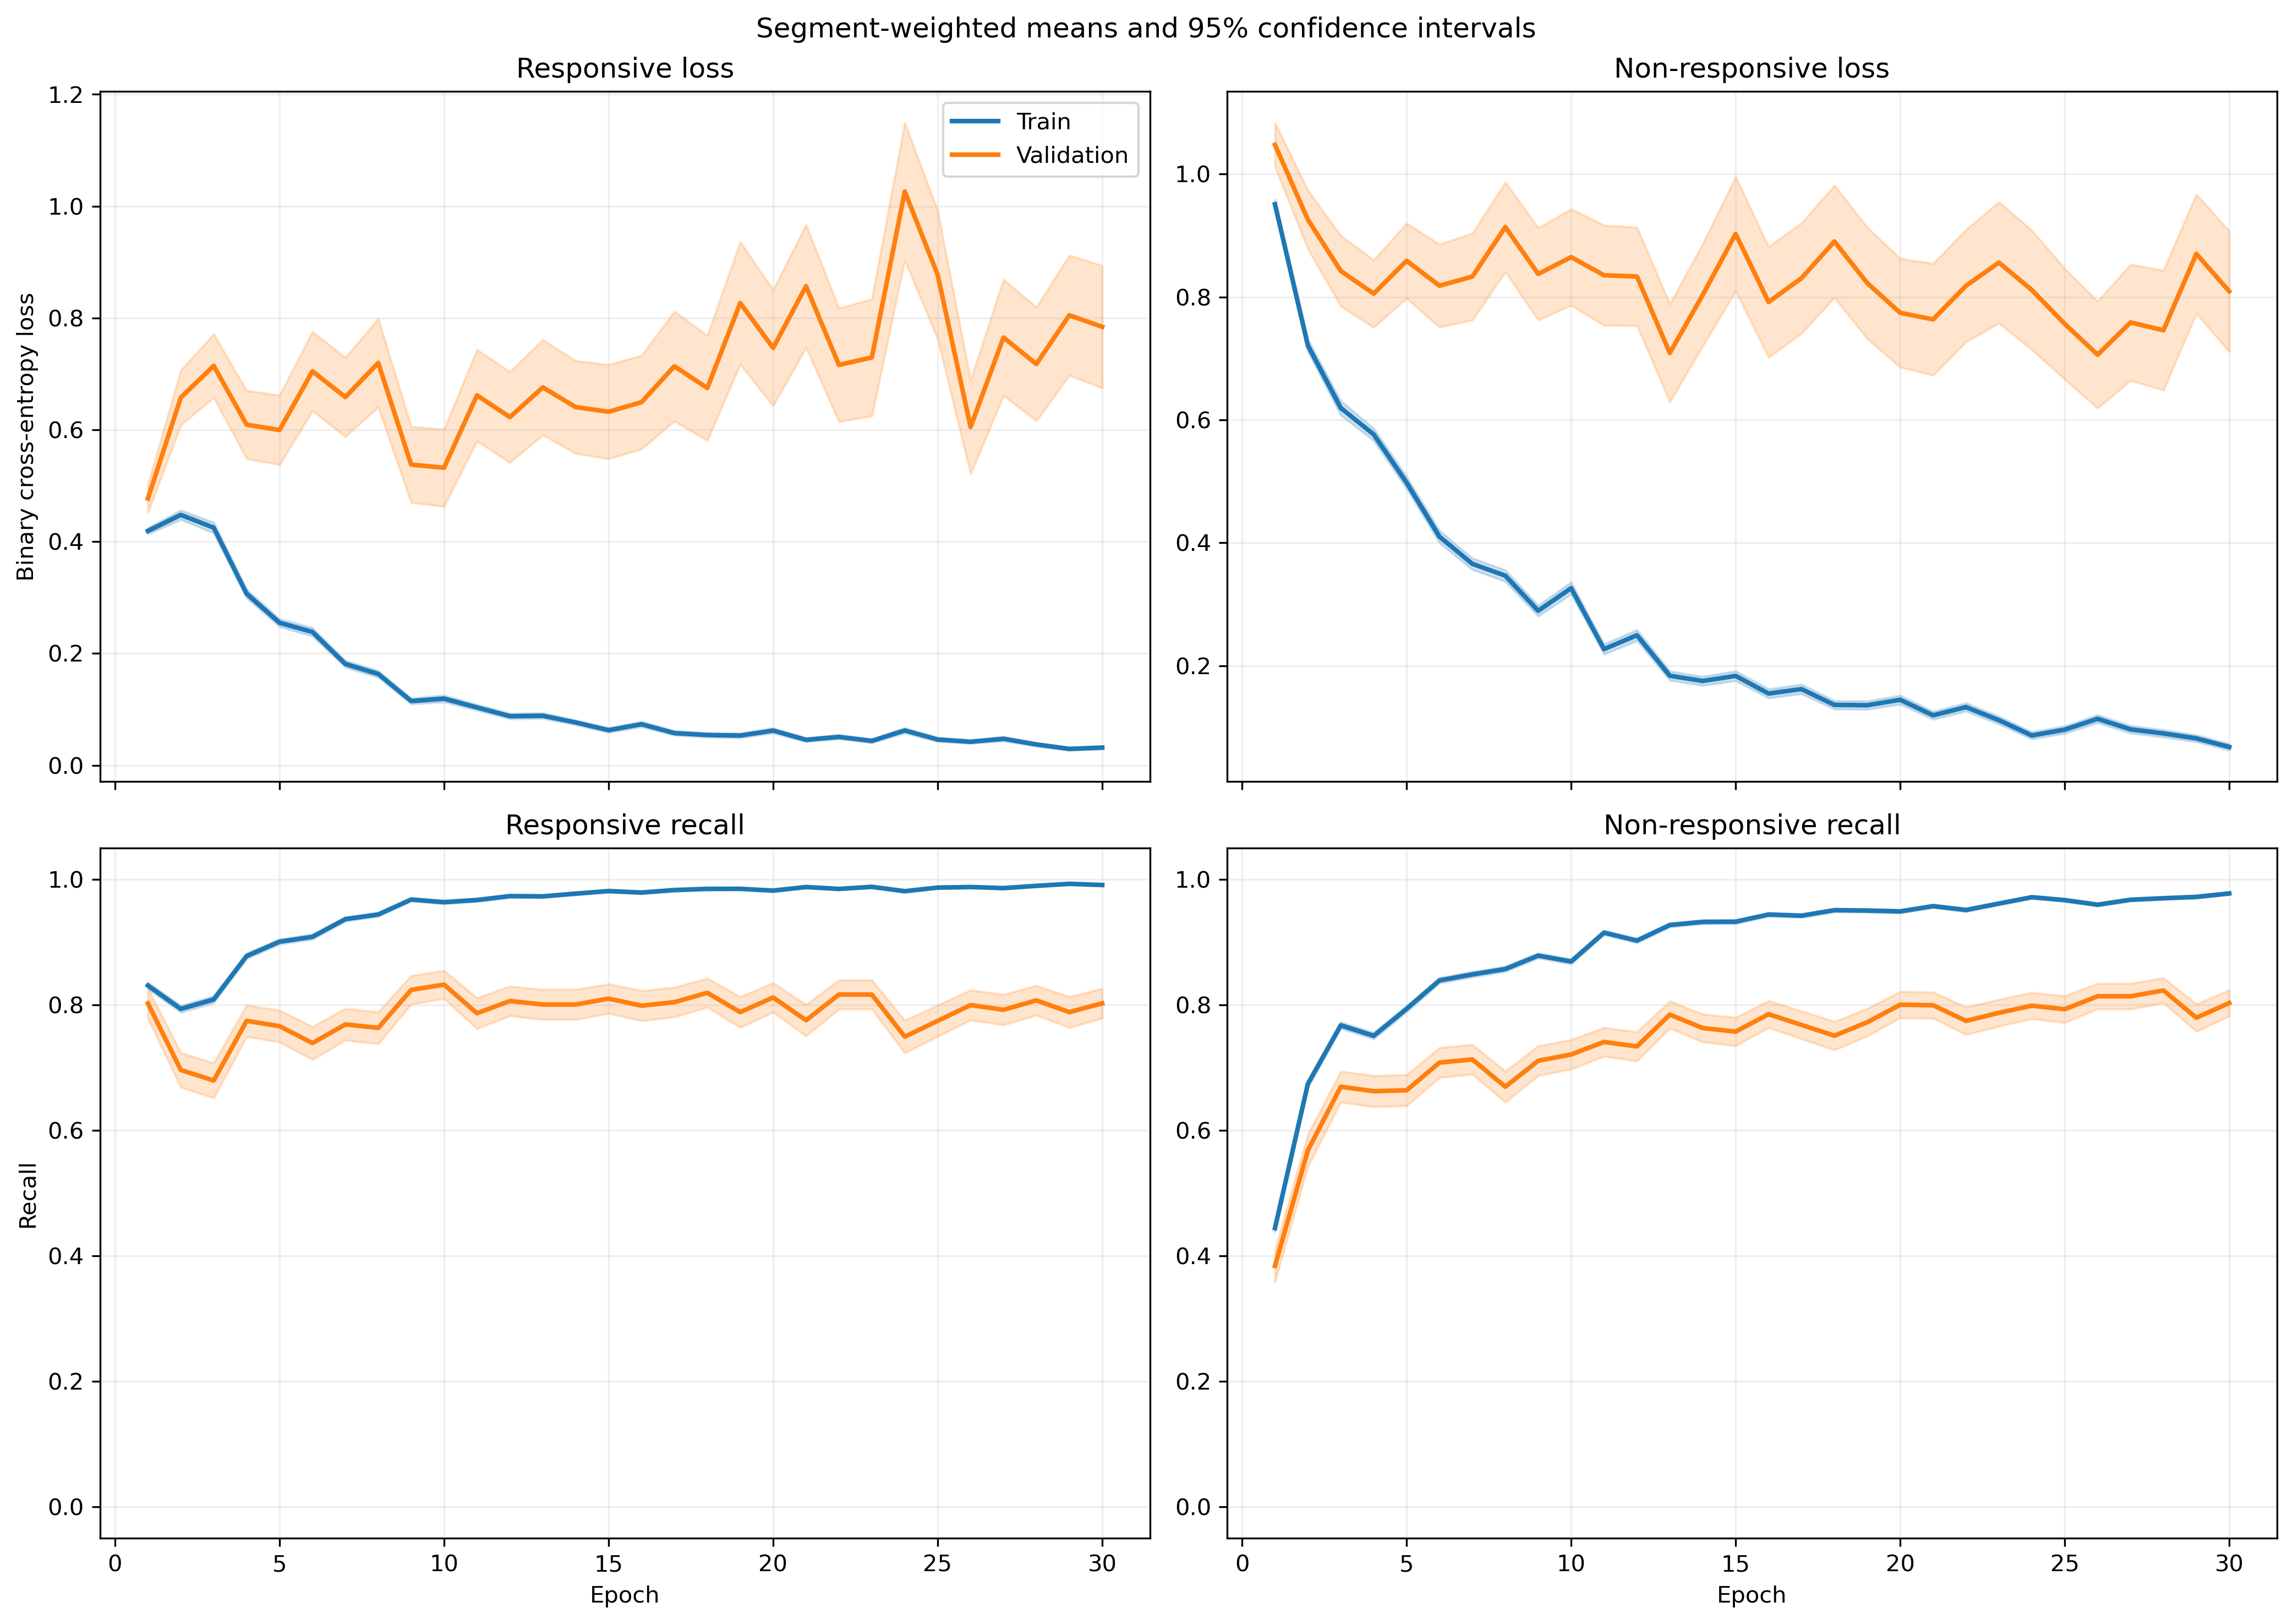 Segment-weighted means and 95% confidence intervals
Responsive loss
Non-responsive loss
Train
Validation
Binary cross-entropy loss
1.2
1.0
0.8
0.6
0.4
0.2
0.0
1.0
0.8
0.6
0.4
0.2
Responsive recall
Non-responsive recall
Recall
1.0
0.8
0.6
0.4
0.2
0.0
0 5 10 15 20 25 30
Epoch
1.0
0.8
0.6
0.4
0.2
0.0
0 5 10 15 20 25 30
Epoch